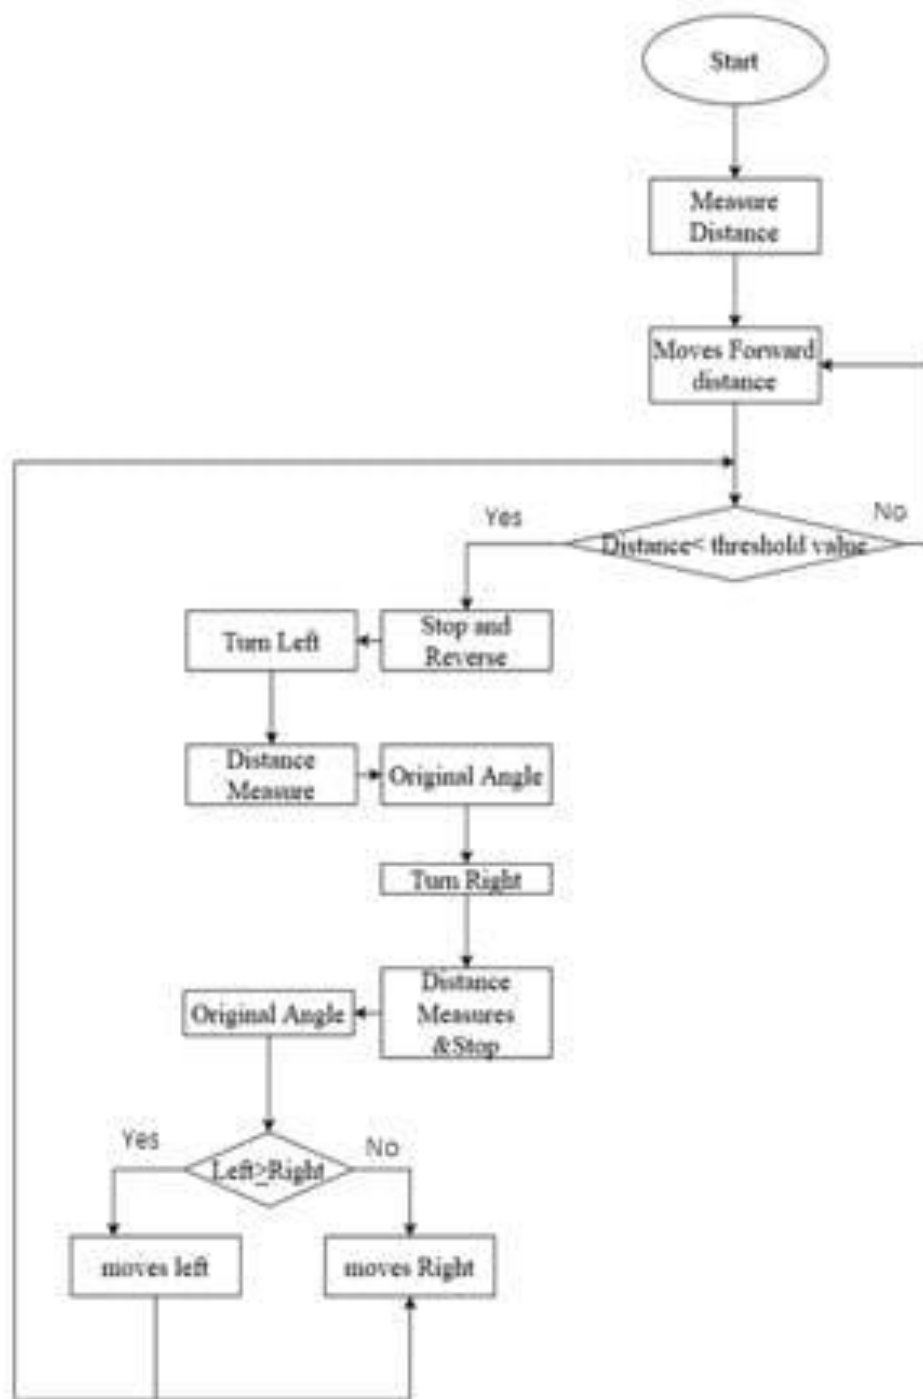 Start
Measure
Distance
Moves Forward
distance
Yes
No
Distance< threshold value
Turn Left
Stop and
Reverse
Distance
Measure
Original Angle
Turn Right
Original Angle
Distance
Measures
&Stop
Yes
No
Left≥Right
moves left
moves Right